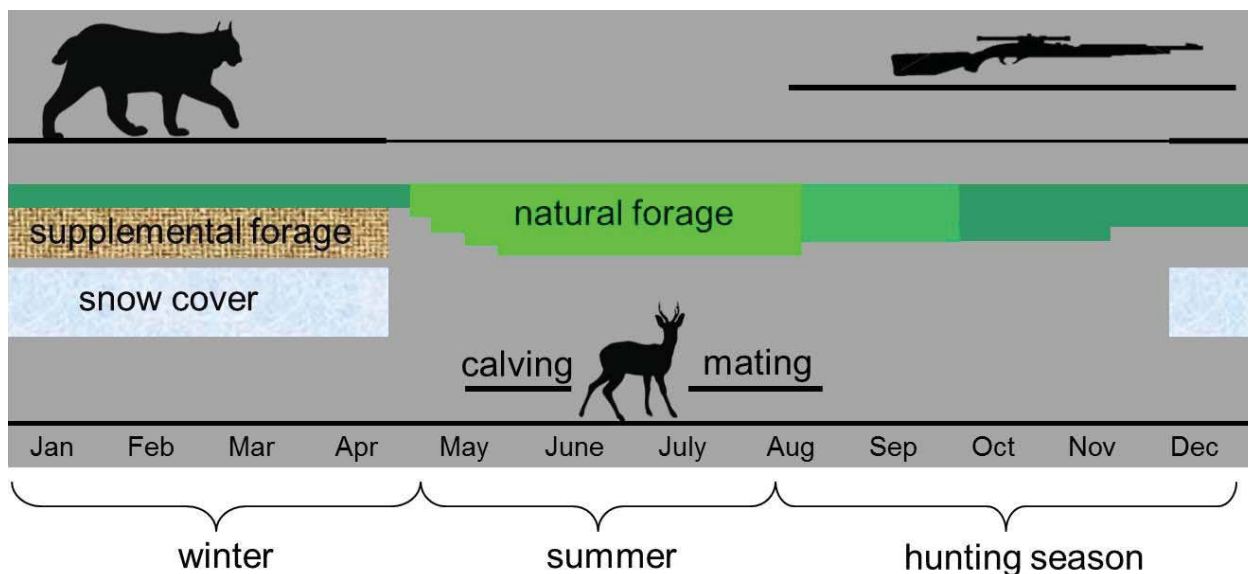 natural forage
supplemental forage
snow cover
calving mating
Jan Feb Mar Apr May June July Aug Sep Oct Nov Dec
winter summer hunting season